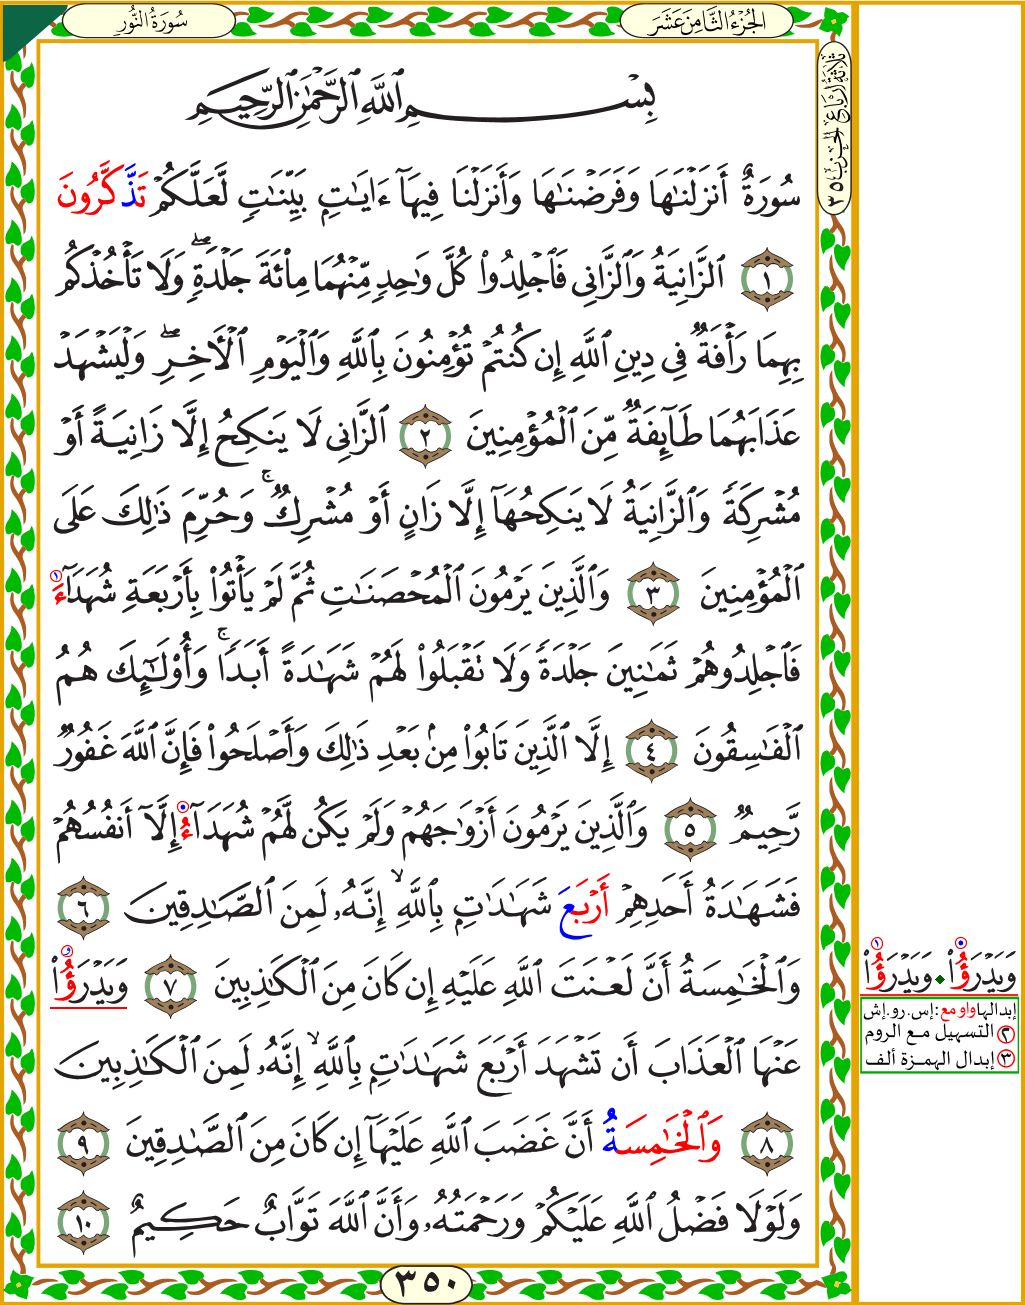 سُورَةُ النُّورِ
الجُزْءُ الثَّامِنَ عَشَرَ
ثَلَاثَةُ أَرْبَاعِ الحِزْبِ ٣٥
بِسْمِ ٱللَّهِ ٱلرَّحْمَٰنِ ٱلرَّحِيمِ
سُورَةٌ أَنزَلْنَٰهَا وَفَرَضْنَٰهَا وَأَنزَلْنَا فِيهَآ ءَايَٰتٍۭ بَيِّنَٰتٍ لَّعَلَّكُمْ تَذَّكَّرُونَ
١ ٱلزَّانِيَةُ وَٱلزَّانِى فَٱجْلِدُوا۟ كُلَّ وَٰحِدٍ مِّنْهُمَا مِا۟ئَةَ جَلْدَةٍ ۖ وَلَا تَأْخُذْكُم
بِهِمَا رَأْفَةٌ فِى دِينِ ٱللَّهِ إِن كُنتُمْ تُؤْمِنُونَ بِٱللَّهِ وَٱلْيَوْمِ ٱلْـَٔاخِرِ ۖ وَلْيَشْهَدْ
عَذَابَهُمَا طَآئِفَةٌ مِّنَ ٱلْمُؤْمِنِينَ ٢ ٱلزَّانِى لَا يَنكِحُ إِلَّا زَانِيَةً أَوْ
مُشْرِكَةً وَٱلزَّانِيَةُ لَا يَنكِحُهَآ إِلَّا زَانٍ أَوْ مُشْرِكٌ ۚ وَحُرِّمَ ذَٰلِكَ عَلَى
ٱلْمُؤْمِنِينَ ٣ وَٱلَّذِينَ يَرْمُونَ ٱلْمُحْصَنَٰتِ ثُمَّ لَمْ يَأْتُوا۟ بِأَرْبَعَةِ شُهَدَآءَ
فَٱجْلِدُوهُمْ ثَمَٰنِينَ جَلْدَةً وَلَا تَقْبَلُوا۟ لَهُمْ شَهَٰدَةً أَبَدًا ۚ وَأُو۟لَٰٓئِكَ هُمُ
ٱلْفَٰسِقُونَ ٤ إِلَّا ٱلَّذِينَ تَابُوا۟ مِنۢ بَعْدِ ذَٰلِكَ وَأَصْلَحُوا۟ فَإِنَّ ٱللَّهَ غَفُورٌ
رَّحِيمٌ ٥ وَٱلَّذِينَ يَرْمُونَ أَزْوَٰجَهُمْ وَلَمْ يَكُن لَّهُمْ شُهَدَآءُ إِلَّآ أَنفُسُهُمْ
فَشَهَٰدَةُ أَحَدِهِمْ أَرْبَعَ شَهَٰدَٰتٍۭ بِٱللَّهِ ۙ إِنَّهُۥ لَمِنَ ٱلصَّٰدِقِينَ ٦
وَٱلْخَٰمِسَةُ أَنَّ لَعْنَتَ ٱللَّهِ عَلَيْهِ إِن كَانَ مِنَ ٱلْكَٰذِبِينَ ٧ وَيَدْرَؤُا۟
عَنْهَا ٱلْعَذَابَ أَن تَشْهَدَ أَرْبَعَ شَهَٰدَٰتٍۭ بِٱللَّهِ ۙ إِنَّهُۥ لَمِنَ ٱلْكَٰذِبِينَ
٨ وَٱلْخَٰمِسَةُ أَنَّ غَضَبَ ٱللَّهِ عَلَيْهَآ إِن كَانَ مِنَ ٱلصَّٰدِقِينَ ٩
وَلَوْلَا فَضْلُ ٱللَّهِ عَلَيْكُمْ وَرَحْمَتُهُۥ وَأَنَّ ٱللَّهَ تَوَّابٌ حَكِيمٌ ١٠
٣٥٠
وَيَدْرَؤُا۟ • وَيَدْرَؤُا۟
إبدالها واو مع: إس. رو. إش
٢ التسهيل مع الروم
٣ إبدال الهمزة ألف